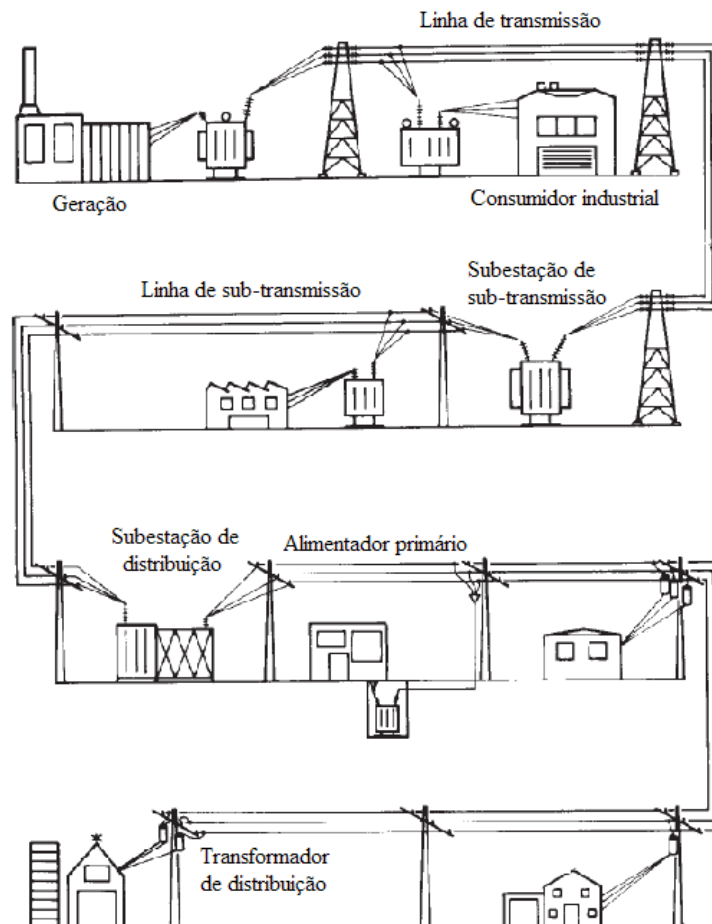 Linha de transmissão
Geração
Consumidor industrial
Linha de sub-transmissão
Subestação de
sub-transmissão
Subestação de
distribuição
Alimentador primário
Transformador
de distribuição